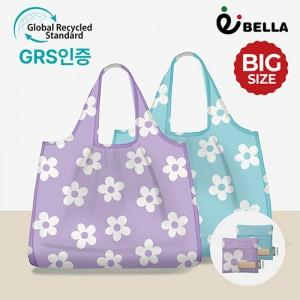 Global Recycled
Standard
GRS인증
BELLA
BIG
SIZE